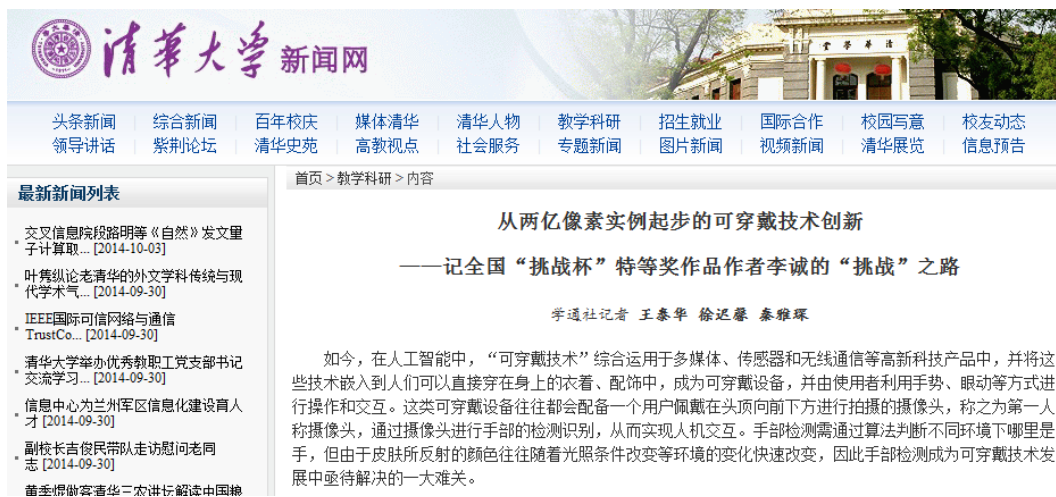 清华大学新闻网
清华学堂
头条新闻 综合新闻 百年校庆 媒体清华 清华人物 教学科研 招生就业 国际合作 校园写意 校友动态
领导讲话 紫荆论坛 清华史苑 高教视点 社会服务 专题新闻 图片新闻 视频新闻 清华展览 信息预告
最新新闻列表
交叉信息院段路明等《自然》发文量
子计算取... [2014-10-03]
叶隽纵论老清华的外文学科传统与现
代学术气... [2014-09-30]
IEEE国际可信网络与通信
TrustCo... [2014-09-30]
清华大学举办优秀教职工党支部书记
交流学习... [2014-09-30]
信息中心为兰州军区信息化建设育人
才 [2014-09-30]
副校长吉俊民带队走访慰问老同
志 [2014-09-30]
首页 > 教学科研 > 内容
从两亿像素实例起步的可穿戴技术创新
——记全国“挑战杯”特等奖作品作者李诚的“挑战”之路
学通社记者 王泰华 徐迟馨 秦雅琛
如今，在人工智能中，“可穿戴技术”综合运用于多媒体、传感器和无线通信等高新科技产品中，并将这
些技术嵌入到人们可以直接穿在身上的衣着、配饰中，成为可穿戴设备，并由使用者利用手势、眼动等方式进
行操作和交互。这类可穿戴设备往往都会配备一个用户佩戴在头顶向前下方进行拍摄的摄像头，称之为第一人
称摄像头，通过摄像头进行手部的检测识别，从而实现人机交互。手部检测需通过算法判断不同环境下哪里是
手，但由于皮肤所反射的颜色往往随着光照条件改变等环境的变化快速改变，因此手部检测成为可穿戴技术发
展中亟待解决的一大难关。